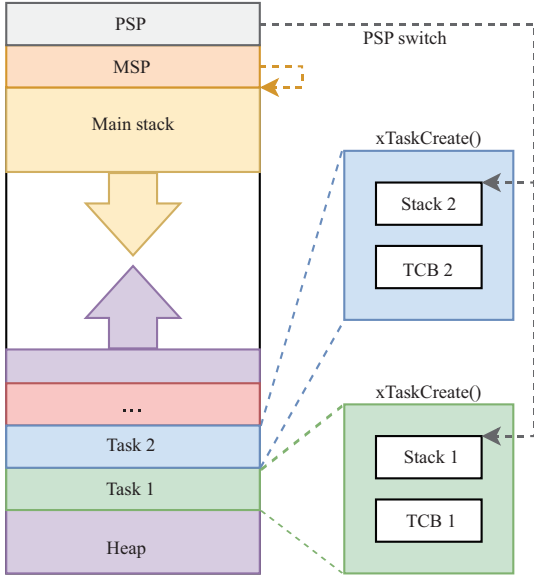 PSP
PSP switch
MSP
Main stack
xTaskCreate()
Stack 2
TCB 2
xTaskCreate()
...
Task 2
Stack 1
Task 1
TCB 1
Heap